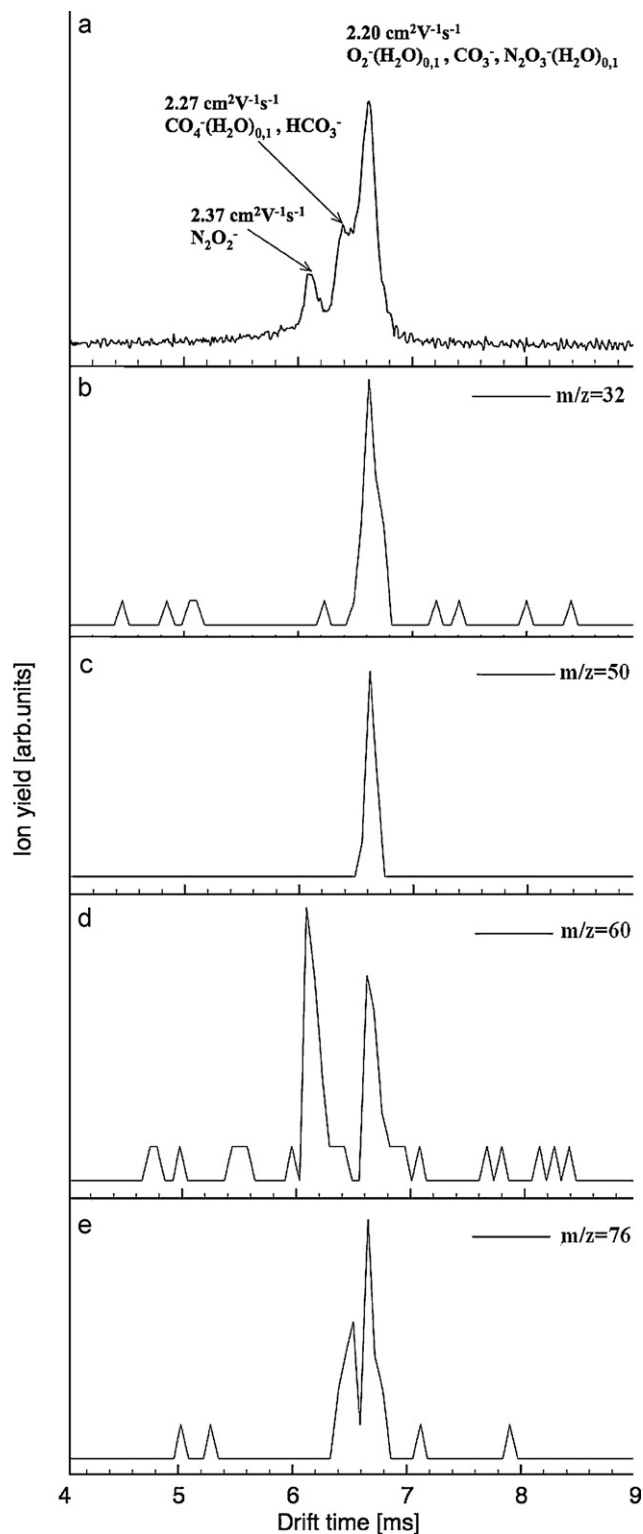 a
2.20 cm²V⁻¹s⁻¹
O₂⁻(H₂O)₀,₁ , CO₃⁻, N₂O₃⁻(H₂O)₀,₁
2.27 cm²V⁻¹s⁻¹
CO₄⁻(H₂O)₀,₁ , HCO₃⁻
2.37 cm²V⁻¹s⁻¹
N₂O₂⁻
b
m/z=32
c
m/z=50
Ion yield [arb.units]
d
m/z=60
e
m/z=76
4 5 6 7 8 9
Drift time [ms]